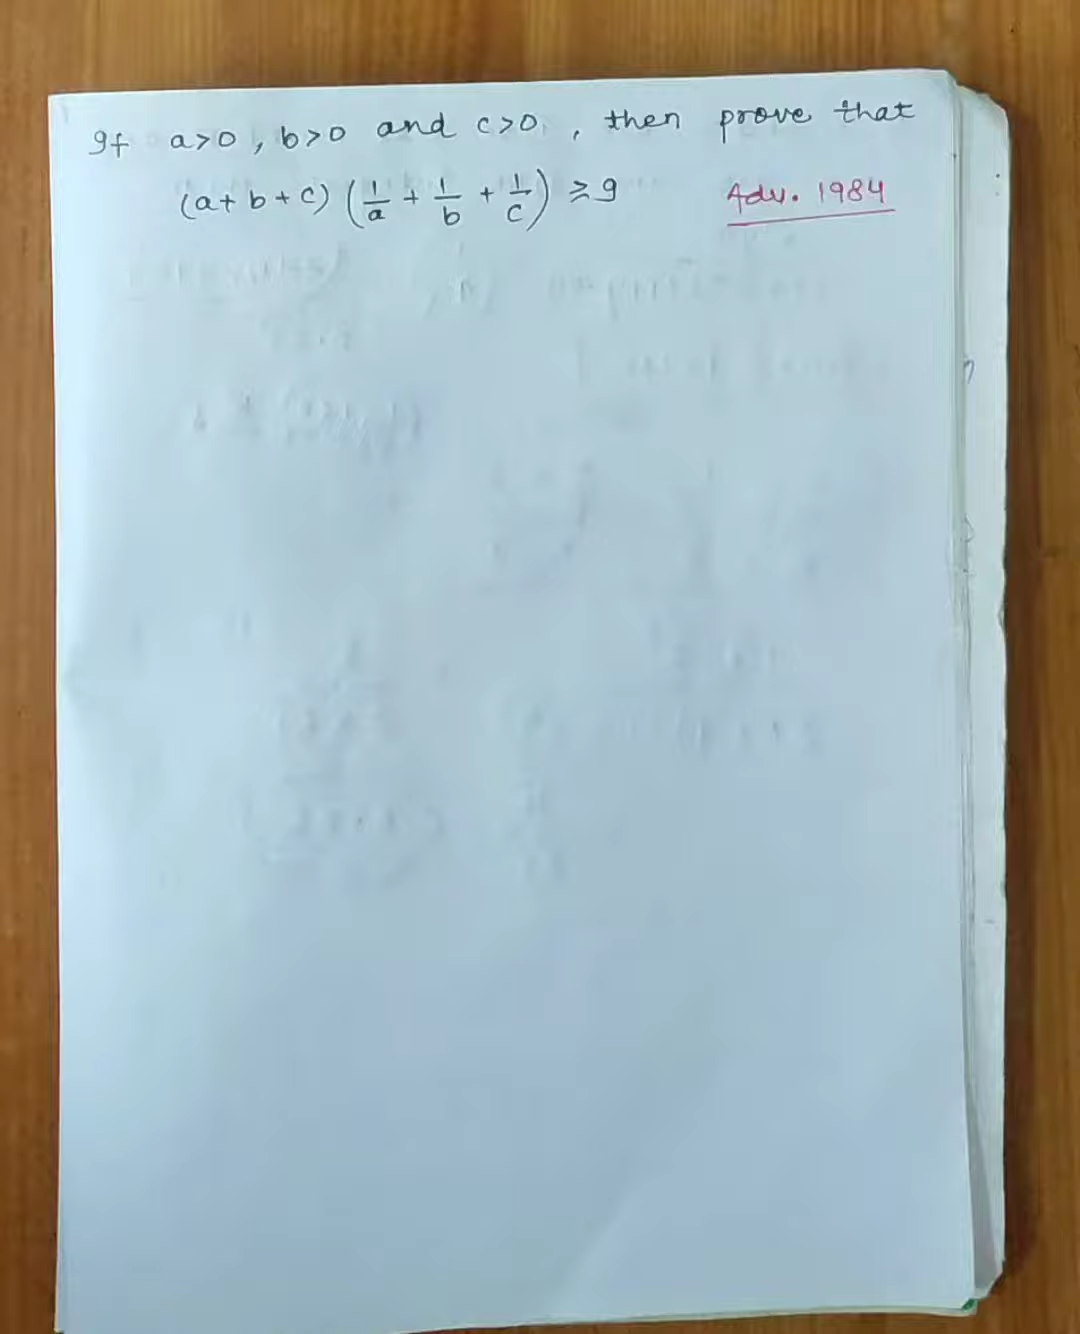 If a>0, b>0 and c>0, then prove that
(a+b+c) (1/a + 1/b + 1/c) ≥ 9 Adv. 1984